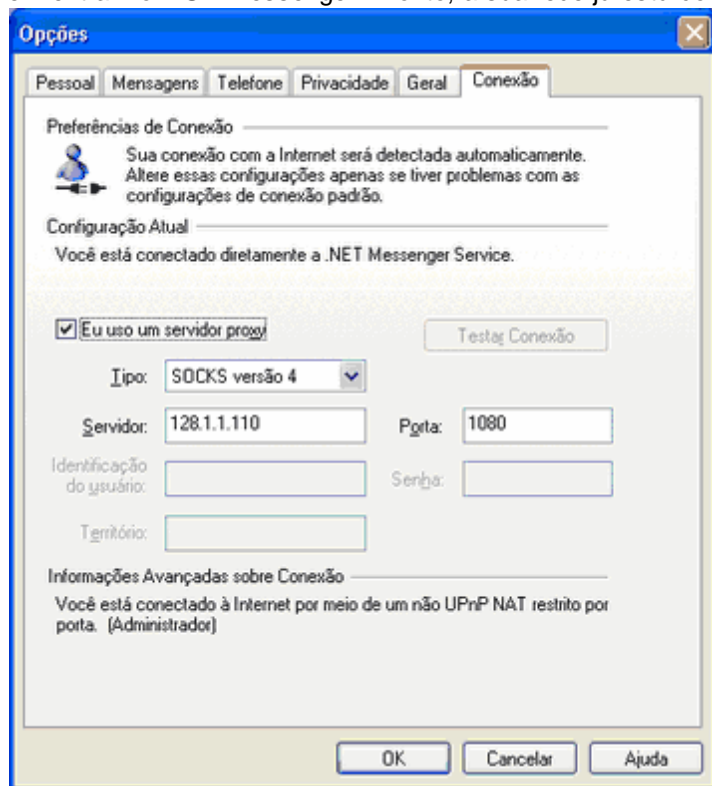 Opções
Pessoal Mensagens Telefone Privacidade Geral Conexão
Preferências de Conexão
Sua conexão com a Internet será detectada automaticamente.
Altere essas configurações apenas se tiver problemas com as
configurações de conexão padrão.
Configuração Atual
Você está conectado diretamente a .NET Messenger Service.
Eu uso um servidor proxy
Testar Conexão
Tipo: SOCKS versão 4
Servidor: 128.1.1.110 Porta: 1080
Identificação
do usuário: Senha:
Território:
Informações Avançadas sobre Conexão
Você está conectado à Internet por meio de um não UPnP NAT restrito por
porta. (Administrador)
OK Cancelar Ajuda